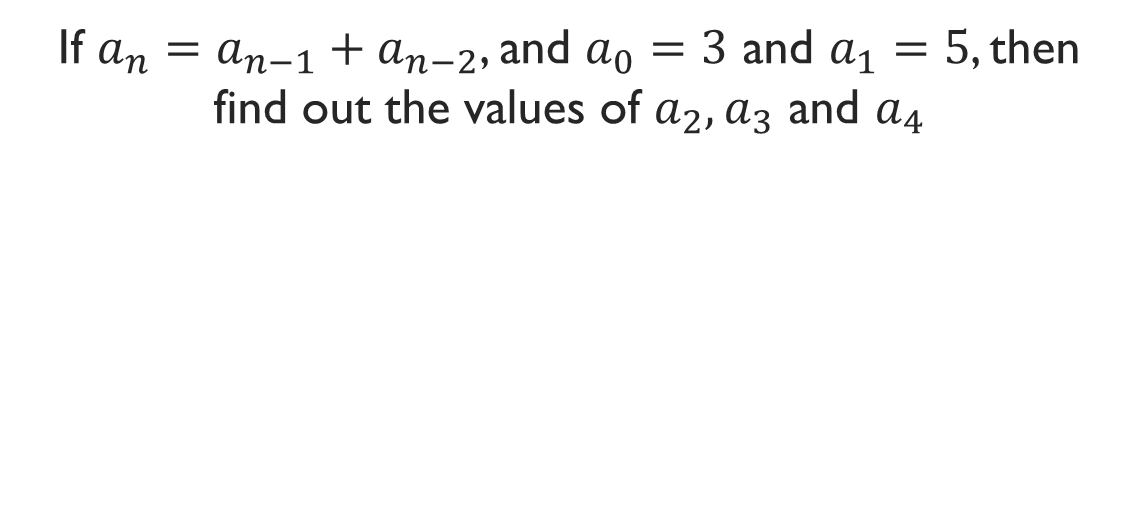 If aₙ = aₙ₋₁ + aₙ₋₂, and a₀ = 3 and a₁ = 5, then
find out the values of a₂, a₃ and a₄